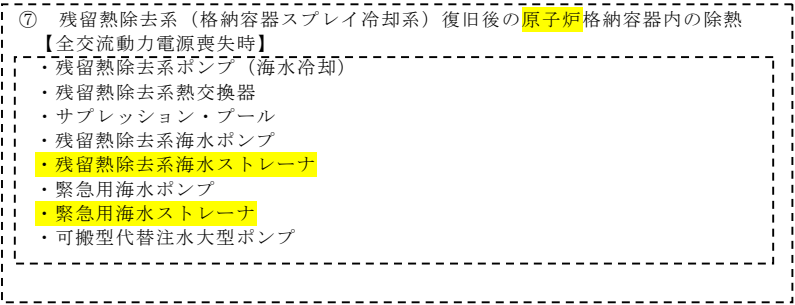 ⑦　残留熱除去系（格納容器スプレイ冷却系）復旧後の原子炉格納容器内の除熱
【全交流動力電源喪失時】
・残留熱除去系ポンプ（海水冷却）
・残留熱除去系熱交換器
・サプレッション・プール
・残留熱除去系海水ポンプ
・残留熱除去系海水ストレーナ
・緊急用海水ポンプ
・緊急用海水ストレーナ
・可搬型代替注水大型ポンプ